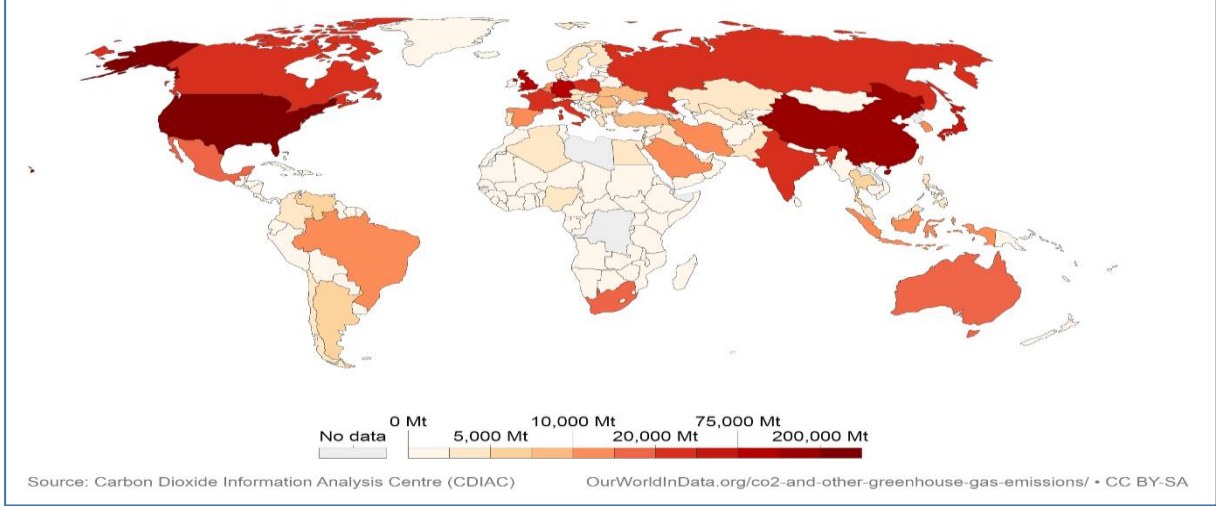 0 Mt 10,000 Mt 75,000 Mt
No data 5,000 Mt 20,000 Mt 200,000 Mt
Source: Carbon Dioxide Information Analysis Centre (CDIAC) OurWorldInData.org/co2-and-other-greenhouse-gas-emissions/ • CC BY-SA